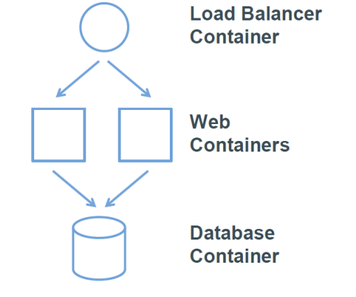 Load Balancer
Container
Web
Containers
Database
Container